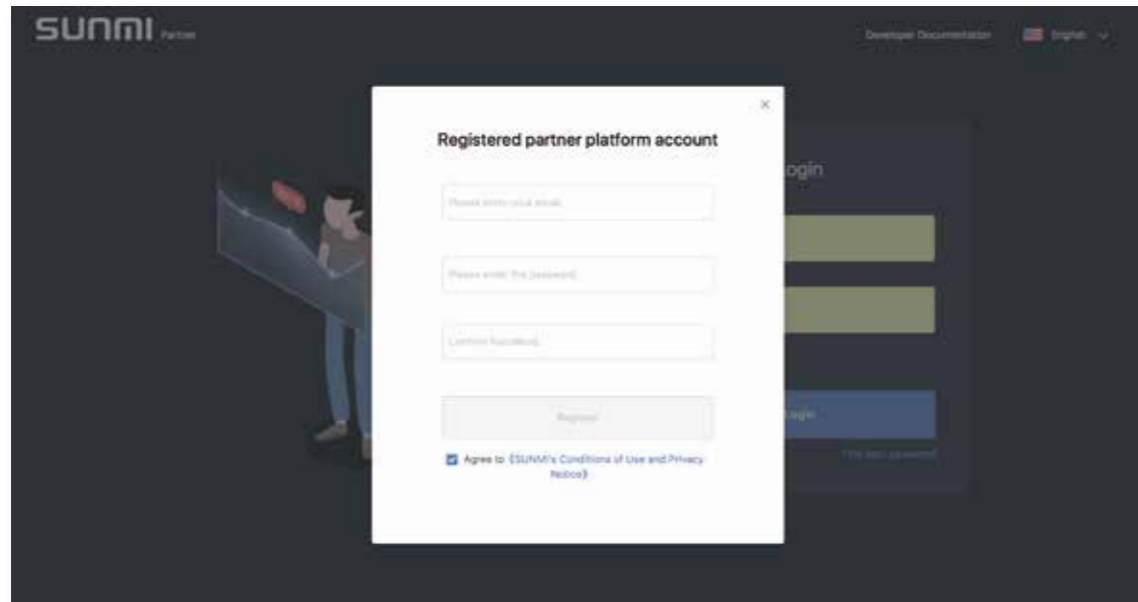 SUNMI Partner
Developer Documentation
English
Registered partner platform account
ogin
Please enter your email
Please enter the password
Register
Login
Agree to 《SUNMI's Conditions of Use and Privacy
Notice》
password